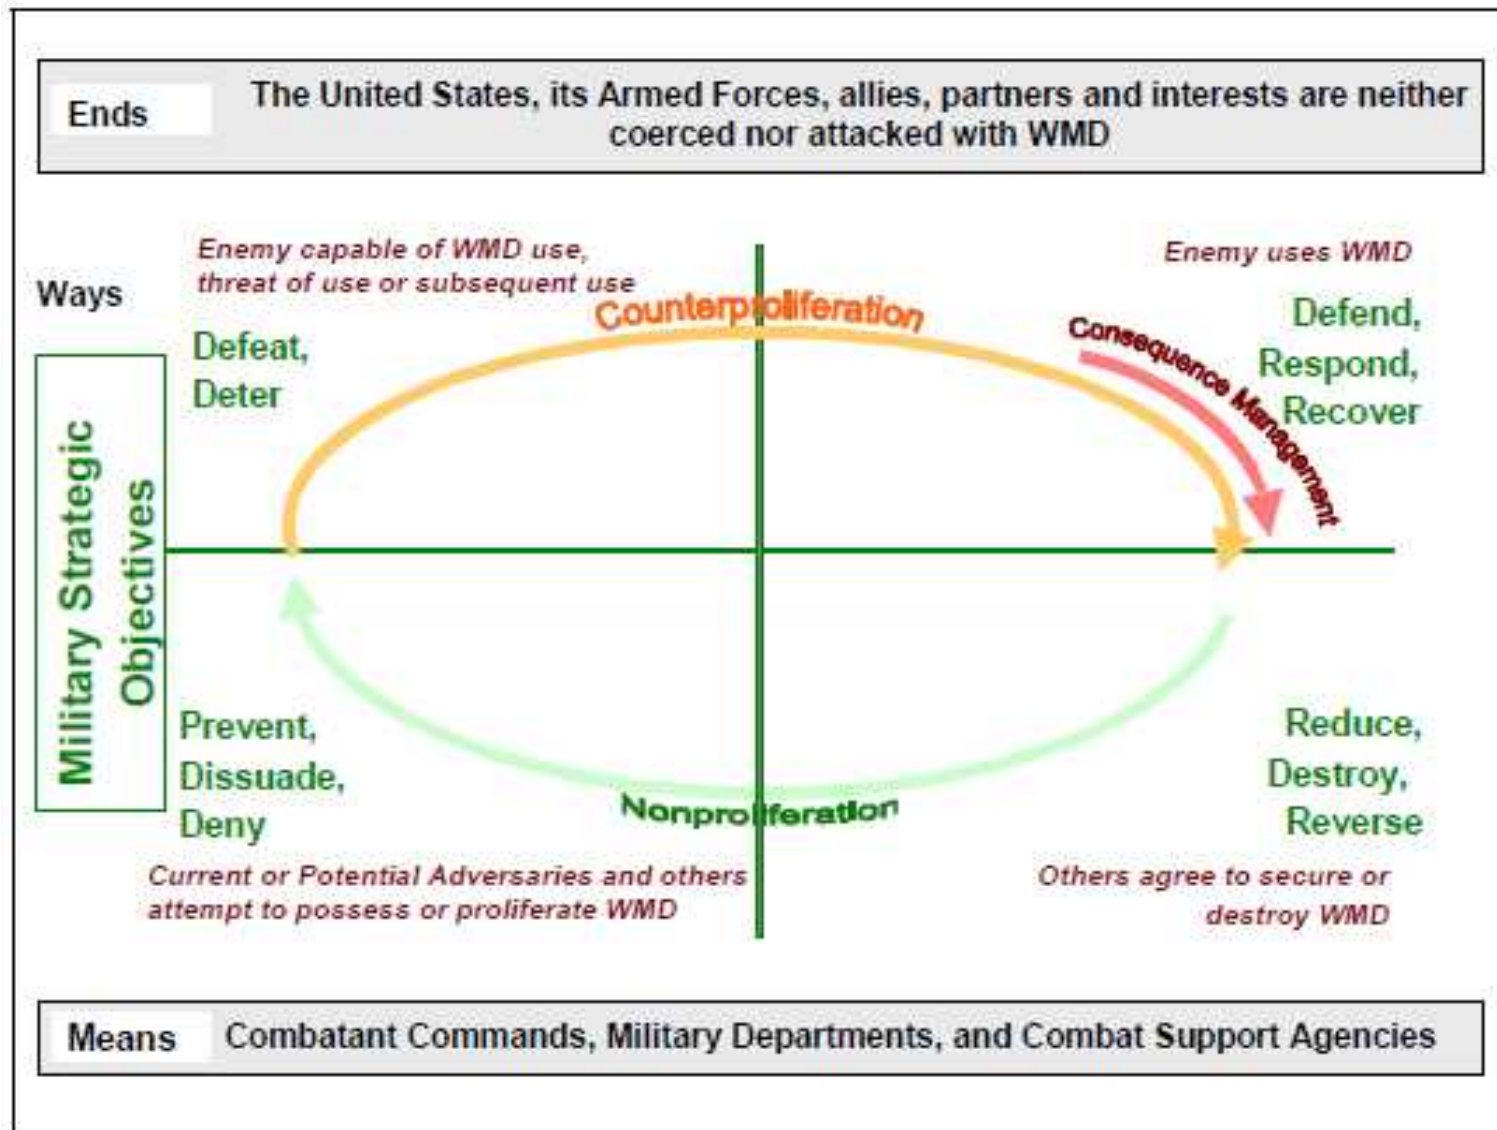 Ends
The United States, its Armed Forces, allies, partners and interests are neither
coerced nor attacked with WMD
Enemy capable of WMD use,
threat of use or subsequent use
Enemy uses WMD
Ways
Counterproliferation
Consequence Management
Defeat,
Deter
Defend,
Respond,
Recover
Military Strategic
Objectives
Prevent,
Dissuade,
Deny
Nonproliferation
Reduce,
Destroy,
Reverse
Current or Potential Adversaries and others
attempt to possess or proliferate WMD
Others agree to secure or
destroy WMD
Means
Combatant Commands, Military Departments, and Combat Support Agencies